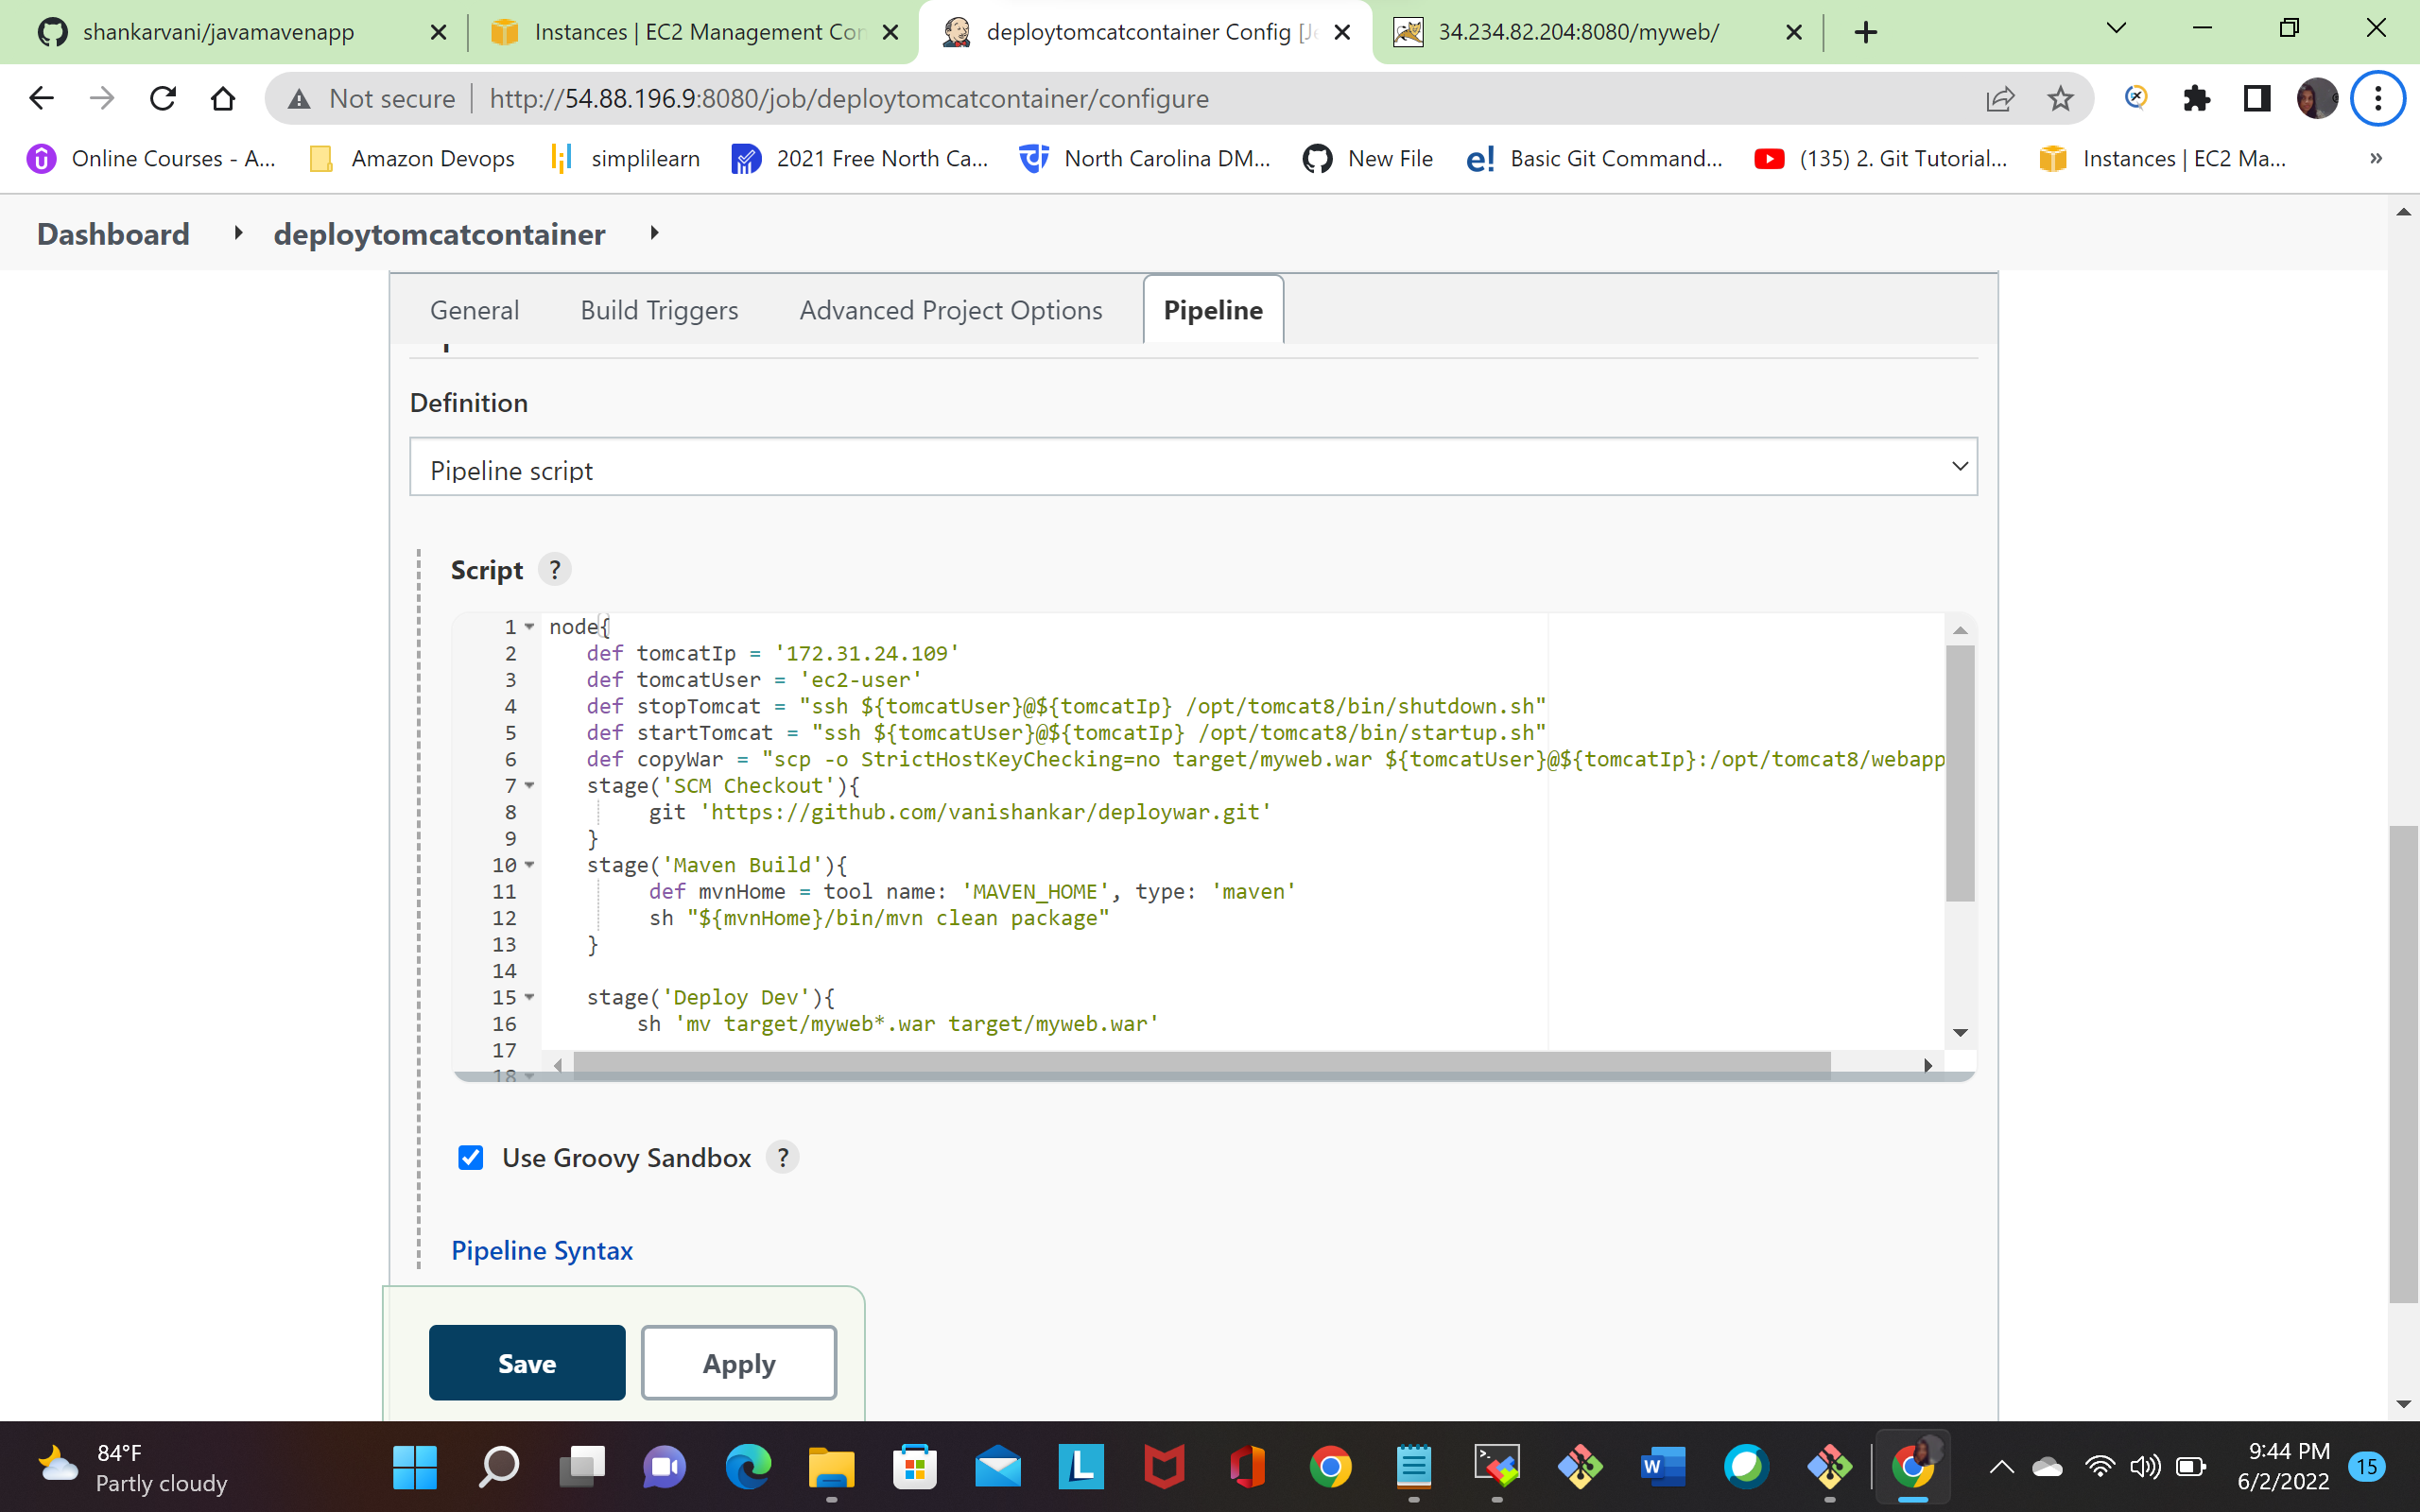 shankarvani/javamavenapp
Instances | EC2 Management Con
deploytomcatcontainer Config [Je
34.234.82.204:8080/myweb/
Not secure
http://54.88.196.9:8080/job/deploytomcatcontainer/configure
Online Courses - A...
Amazon Devops
simplilearn
2021 Free North Ca...
North Carolina DM...
New File
Basic Git Command...
(135) 2. Git Tutorial...
Instances | EC2 Ma...
»
Dashboard
deploytomcatcontainer
General
Build Triggers
Advanced Project Options
Pipeline
Definition
Pipeline script
Script ?
1 node{
2 def tomcatIp = '172.31.24.109'
3 def tomcatUser = 'ec2-user'
4 def stopTomcat = "ssh ${tomcatUser}@${tomcatIp} /opt/tomcat8/bin/shutdown.sh"
5 def startTomcat = "ssh ${tomcatUser}@${tomcatIp} /opt/tomcat8/bin/startup.sh"
6 def copyWar = "scp -o StrictHostKeyChecking=no target/myweb.war ${tomcatUser}@${tomcatIp}:/opt/tomcat8/webapp
7 stage('SCM Checkout'){
8 git 'https://github.com/vanishankar/deploywar.git'
9 }
10 stage('Maven Build'){
11 def mvnHome = tool name: 'MAVEN_HOME', type: 'maven'
12 sh "${mvnHome}/bin/mvn clean package"
13 }
14
15 stage('Deploy Dev'){
16 sh 'mv target/myweb*.war target/myweb.war'
17
18
Use Groovy Sandbox ?
Pipeline Syntax
Save
Apply
84°F
Partly cloudy
9:44 PM
6/2/2022
15